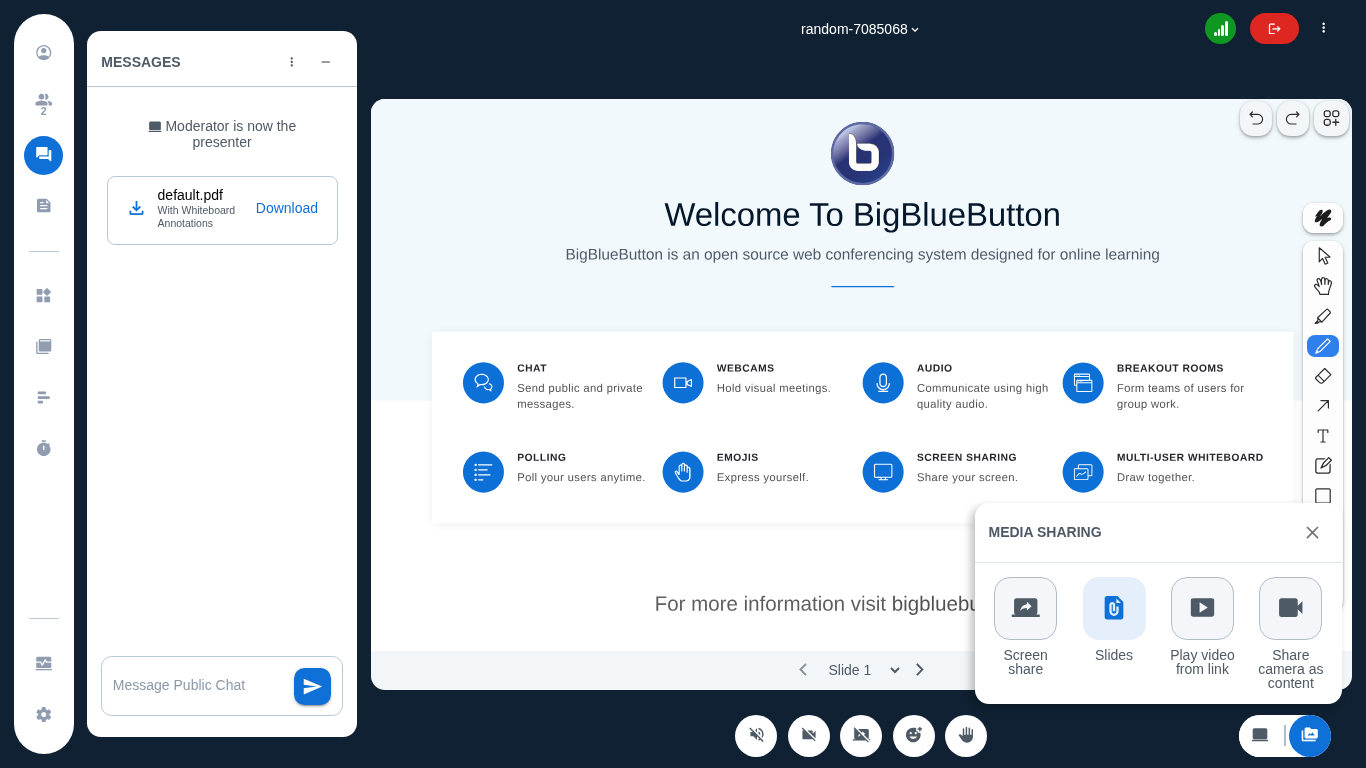 random-7085068
2
MESSAGES
Moderator is now the
presenter
default.pdf
With Whiteboard
Annotations
Download
Message Public Chat
Welcome To BigBlueButton
BigBlueButton is an open source web conferencing system designed for online learning
CHAT
Send public and private
messages.
WEBCAMS
Hold visual meetings.
AUDIO
Communicate using high
quality audio.
BREAKOUT ROOMS
Form teams of users for
group work.
POLLING
Poll your users anytime.
EMOJIS
Express yourself.
SCREEN SHARING
Share your screen.
MULTI-USER WHITEBOARD
Draw together.
For more information visit bigbluebu
Slide 1
MEDIA SHARING
Screen
share
Slides
Play video
from link
Share
camera as
content